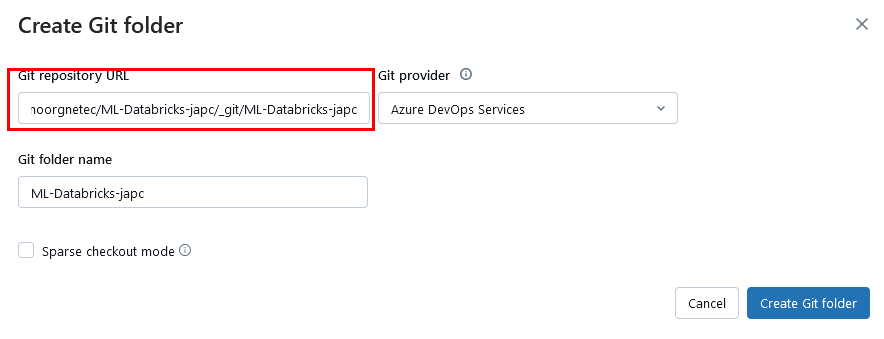 Create Git folder
Git repository URL
Git provider
noorgnetec/ML-Databricks-japc/_git/ML-Databricks-japc
Azure DevOps Services
Git folder name
ML-Databricks-japc
Sparse checkout mode
Cancel
Create Git folder